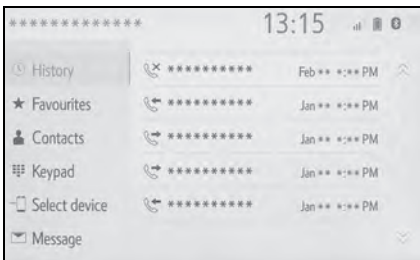 ************* 13:15
History ********** Feb ** *:** PM
Favourites ********** Jan ** *:** PM
Contacts ********** Jan ** *:** PM
Keypad ********** Jan ** *:** PM
Select device ********** Jan ** *:** PM
Message